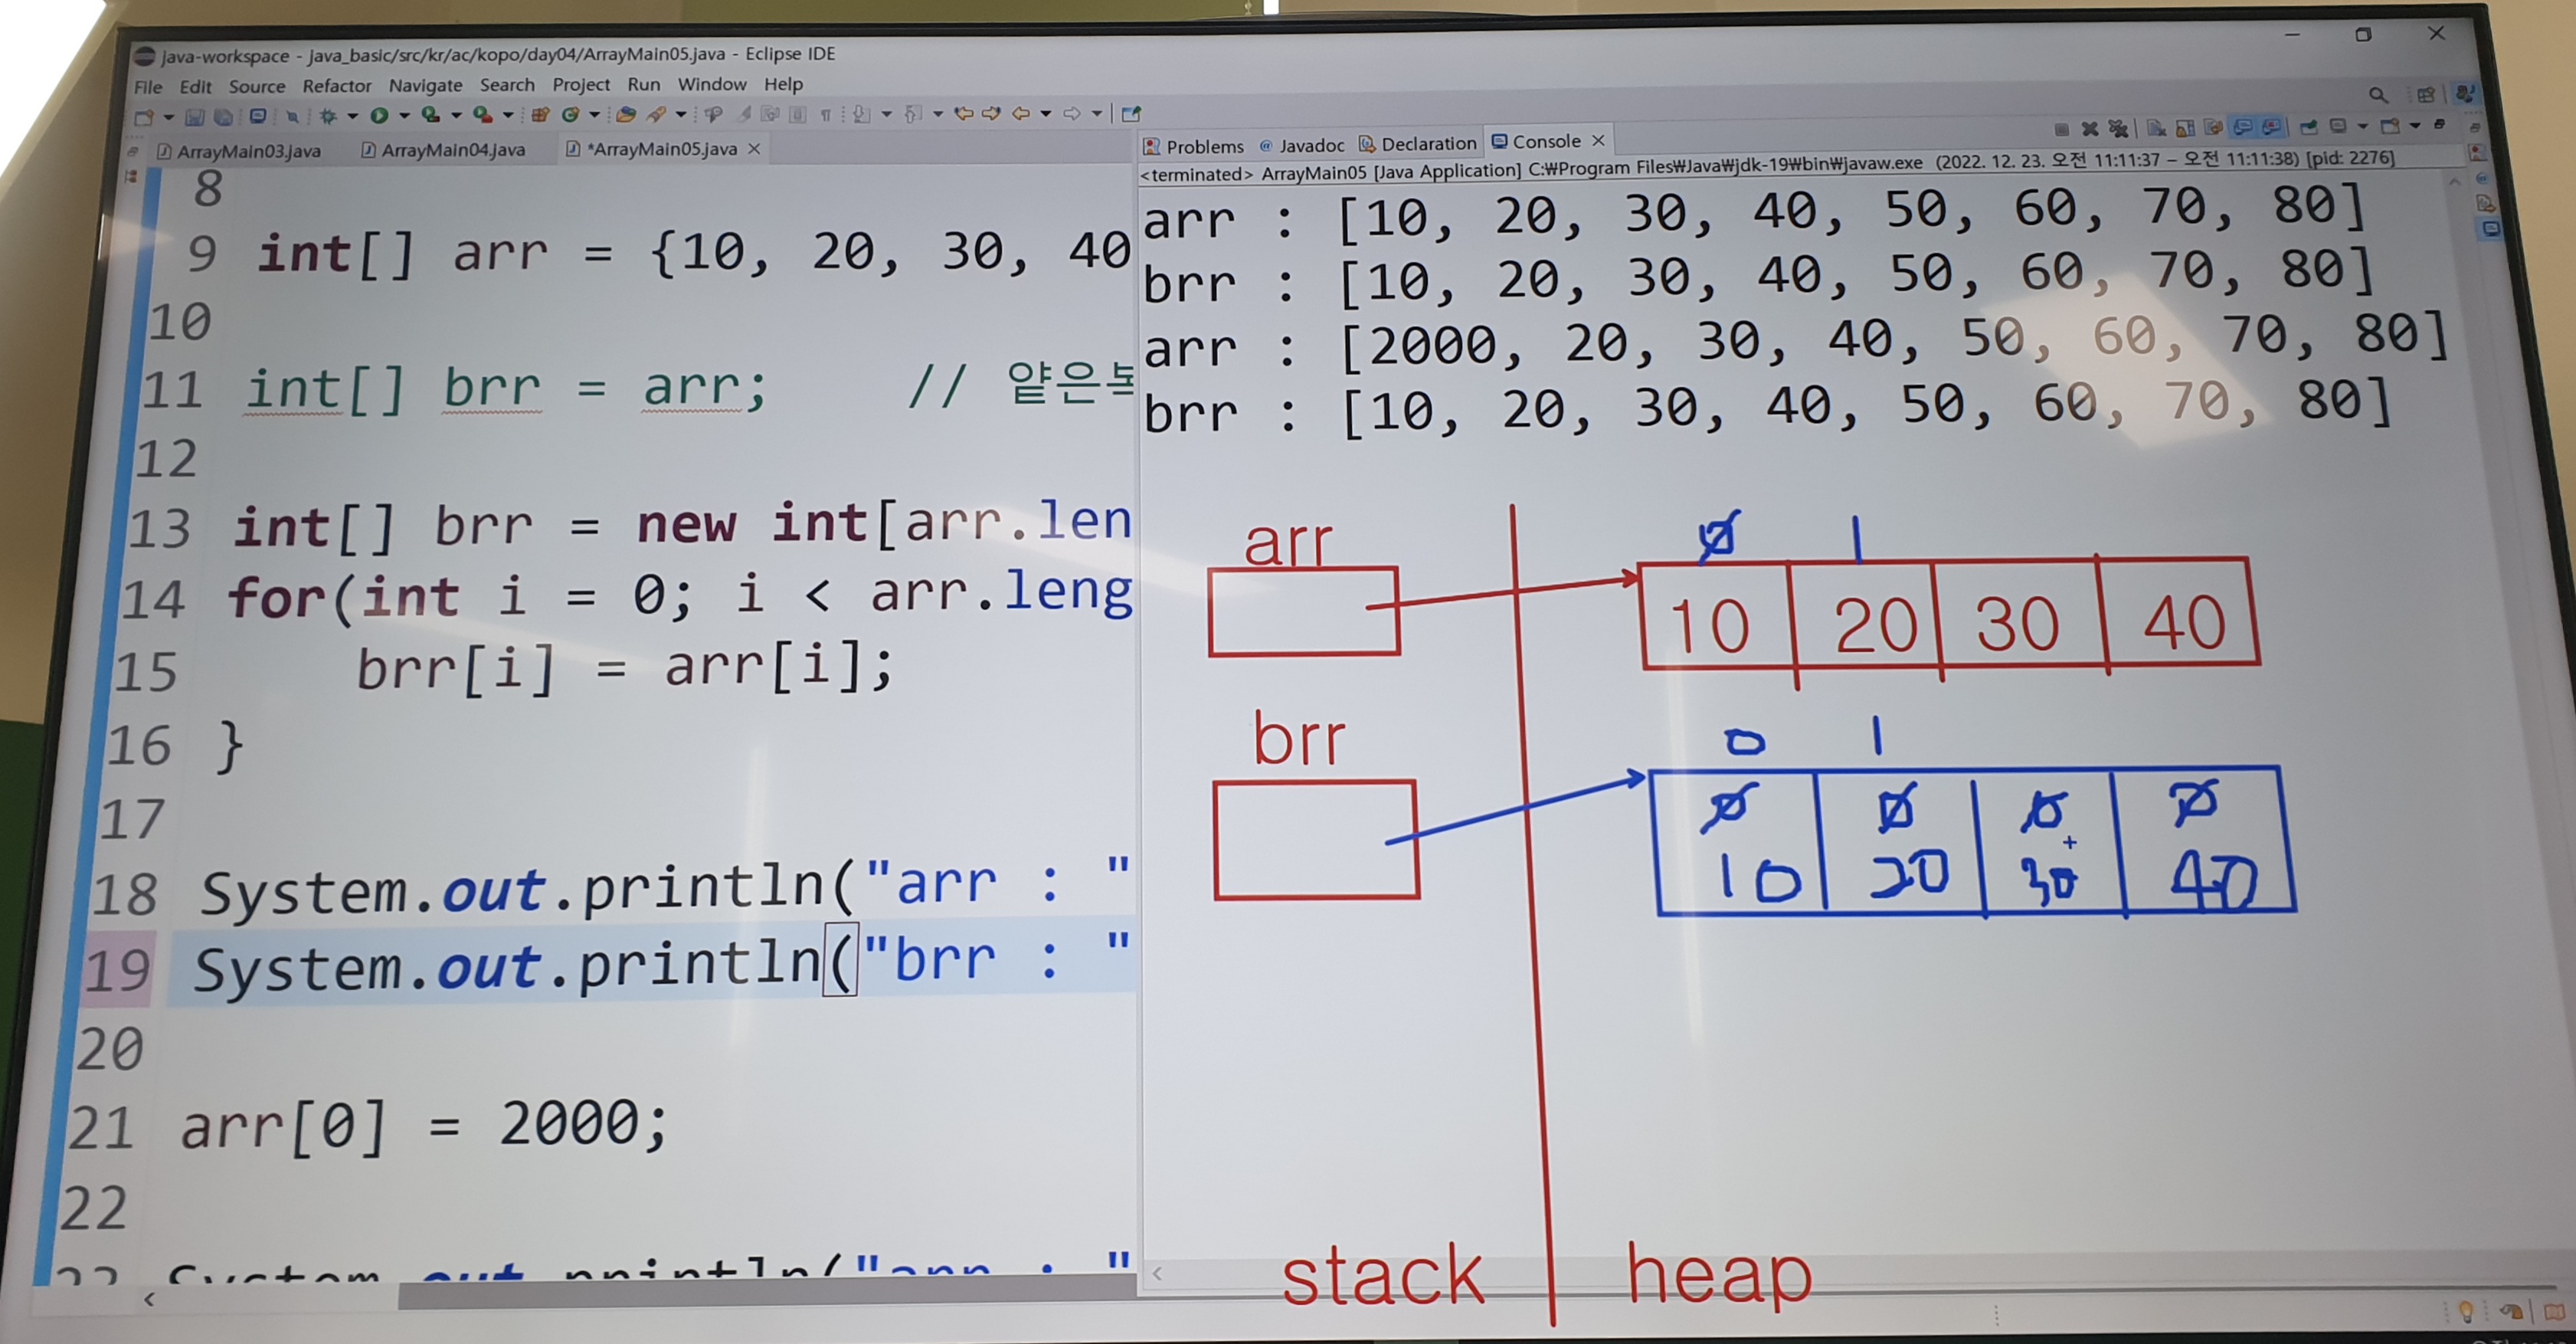 java-workspace - java_basic/src/kr/ac/kopo/day04/ArrayMain05.java - Eclipse IDE
File Edit Source Refactor Navigate Search Project Run Window Help
ArrayMain03.java ArrayMain04.java *ArrayMain05.java
8
9 int[] arr = {10, 20, 30, 40
10
11 int[] brr = arr; // 얕은
12
13 int[] brr = new int[arr.len
14 for(int i = 0; i < arr.leng
15 brr[i] = arr[i];
16 }
17
18 System.out.println("arr : "
19 System.out.println("brr : "
20
21 arr[0] = 2000;
22
Problems @ Javadoc Declaration Console
<terminated> ArrayMain05 [Java Application] C:₩Program Files₩Java₩jdk-19₩bin₩javaw.exe (2022. 12. 23. 오전 11:11:37 – 오전 11:11:38) [pid: 2276]
arr : [10, 20, 30, 40, 50, 60, 70, 80]
brr : [10, 20, 30, 40, 50, 60, 70, 80]
arr : [2000, 20, 30, 40, 50, 60, 70, 80]
brr : [10, 20, 30, 40, 50, 60, 70, 80]
arr
0 1
10 20 30 40
brr
0 1
0 0 0 0
10 20 30 40
stack heap